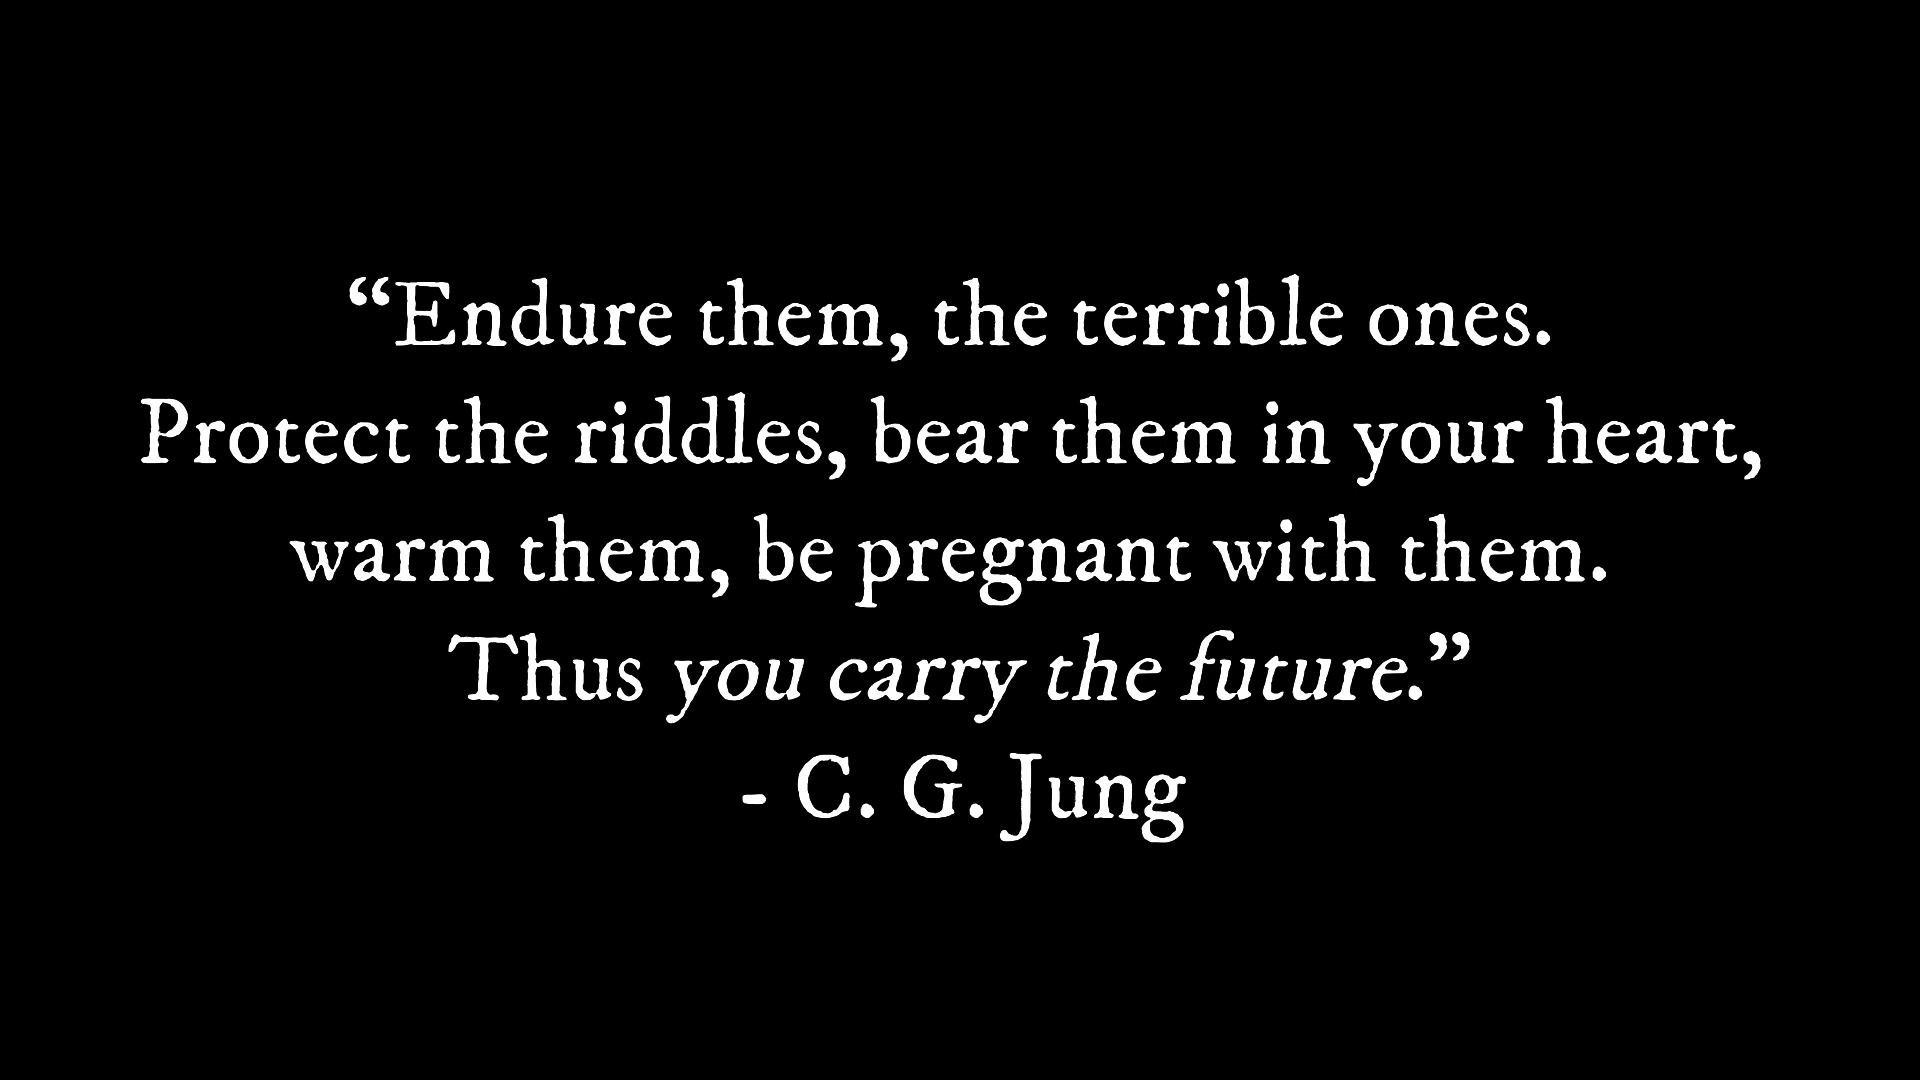 “Endure them, the terrible ones.
Protect the riddles, bear them in your heart,
warm them, be pregnant with them.
Thus you carry the future.”
- C. G. Jung